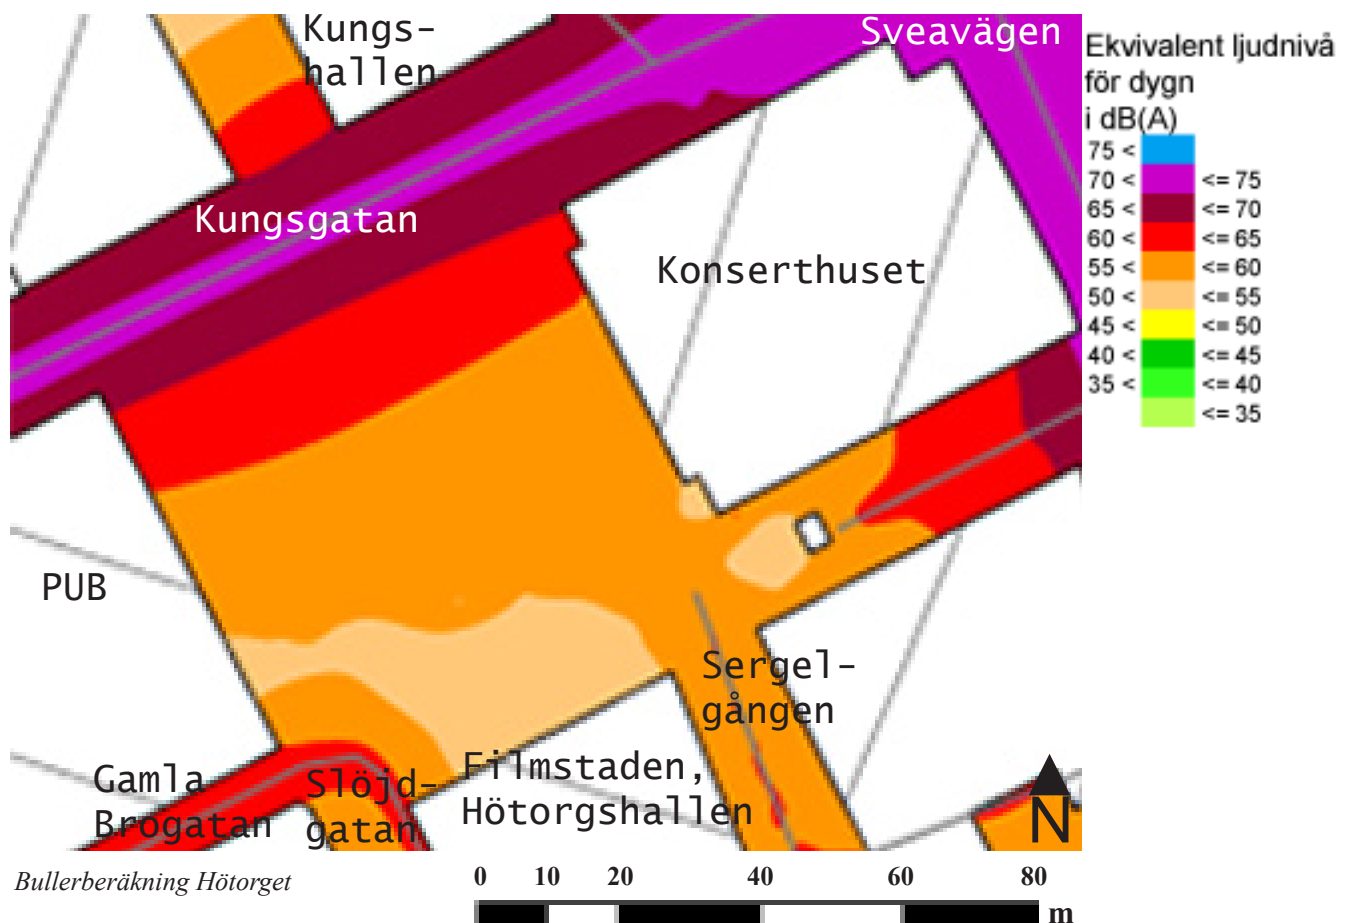 Kungs-
hallen
Sveavägen
Kungsgatan
Konserthuset
PUB
Sergel-
gången
Gamla
Brogatan
Slöjd-
gatan
Filmstaden,
Hötorgshallen
N
Ekvivalent ljudnivå
för dygn
i dB(A)
75 <
70 < <= 75
65 < <= 70
60 < <= 65
55 < <= 60
50 < <= 55
45 < <= 50
40 < <= 45
35 < <= 40
<= 35
Bullerberäkning Hötorget
0 10 20 40 60 80
m